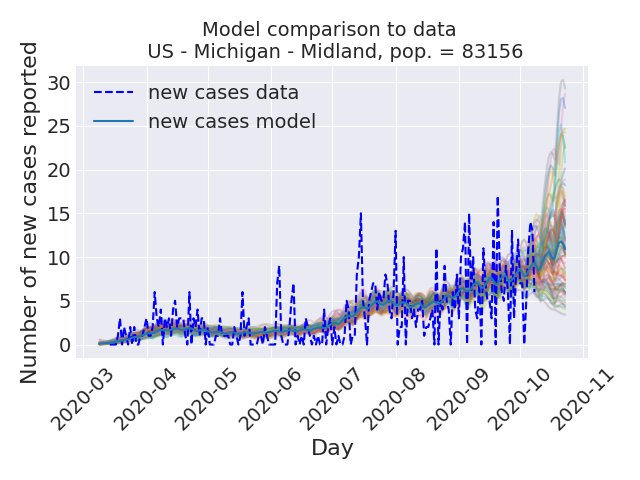 Model comparison to data
US - Michigan - Midland, pop. = 83156
Number of new cases reported
30
25
20
15
10
5
0
new cases data
new cases model
2020-03
2020-04
2020-05
2020-06
2020-07
2020-08
2020-09
2020-10
2020-11
Day